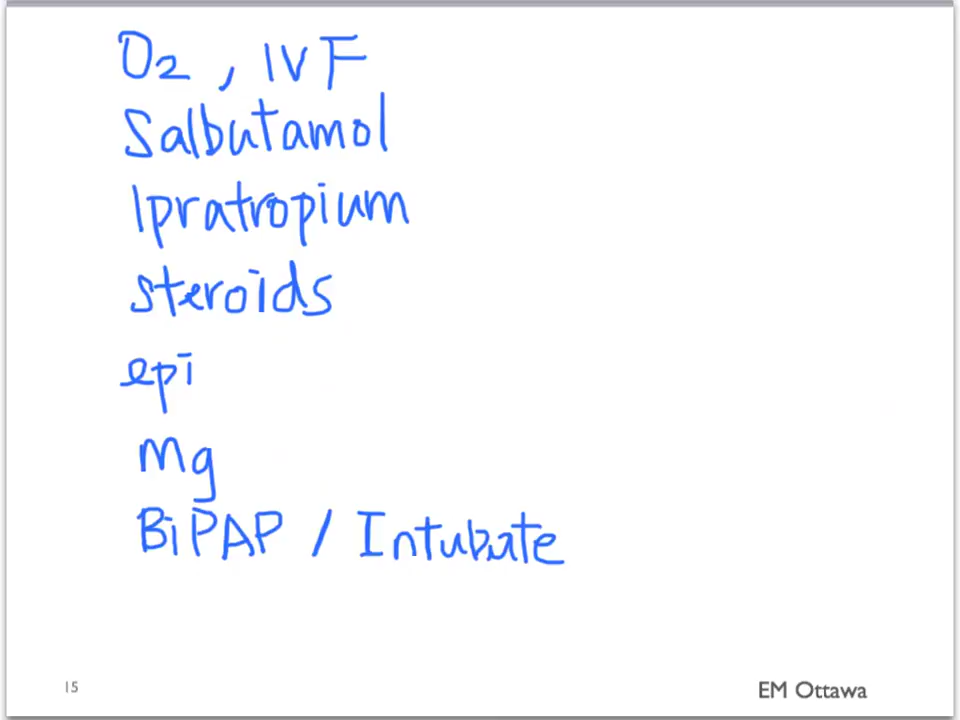 O2, IVF
Salbutamol
Ipratropium
steroids
epi
Mg
BiPAP / Intubate
15
EM Ottawa